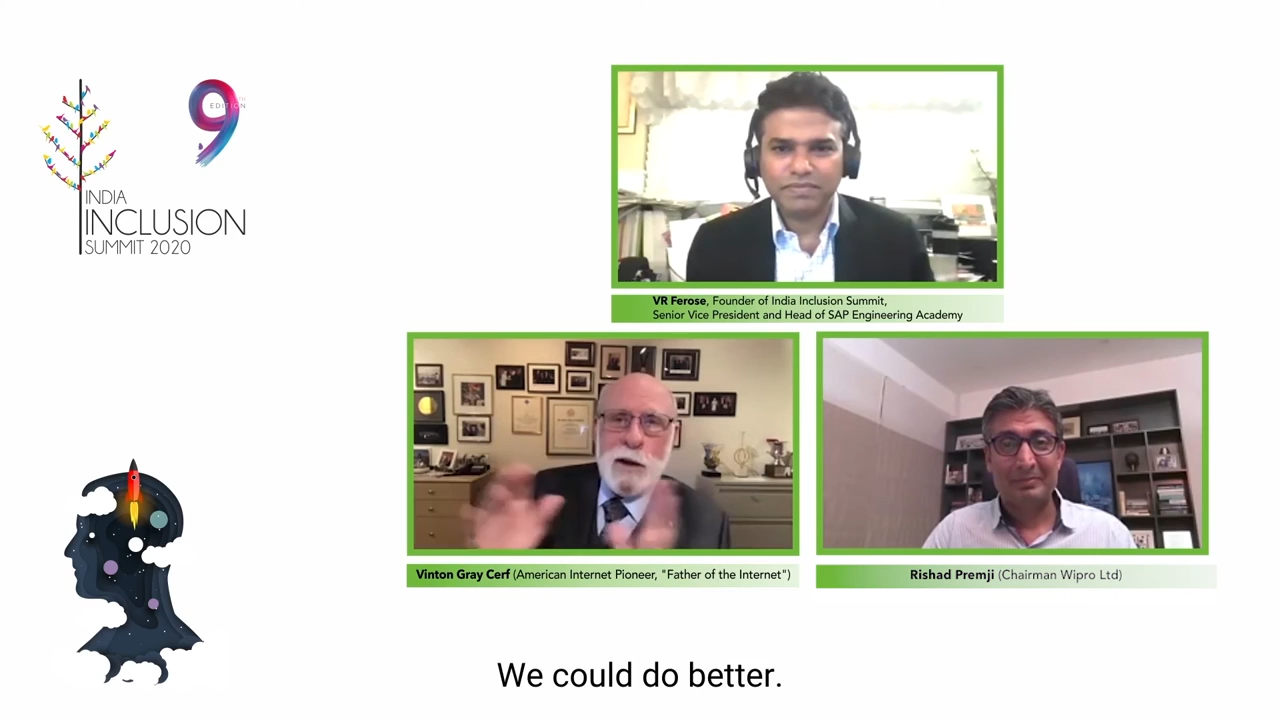 9
TH
EDITION
INDIA
INCLUSION
SUMMIT 2020
VR Ferose, Founder of India Inclusion Summit,
Senior Vice President and Head of SAP Engineering Academy
Vinton Gray Cerf (American Internet Pioneer, "Father of the Internet")
Rishad Premji (Chairman Wipro Ltd)
We could do better.